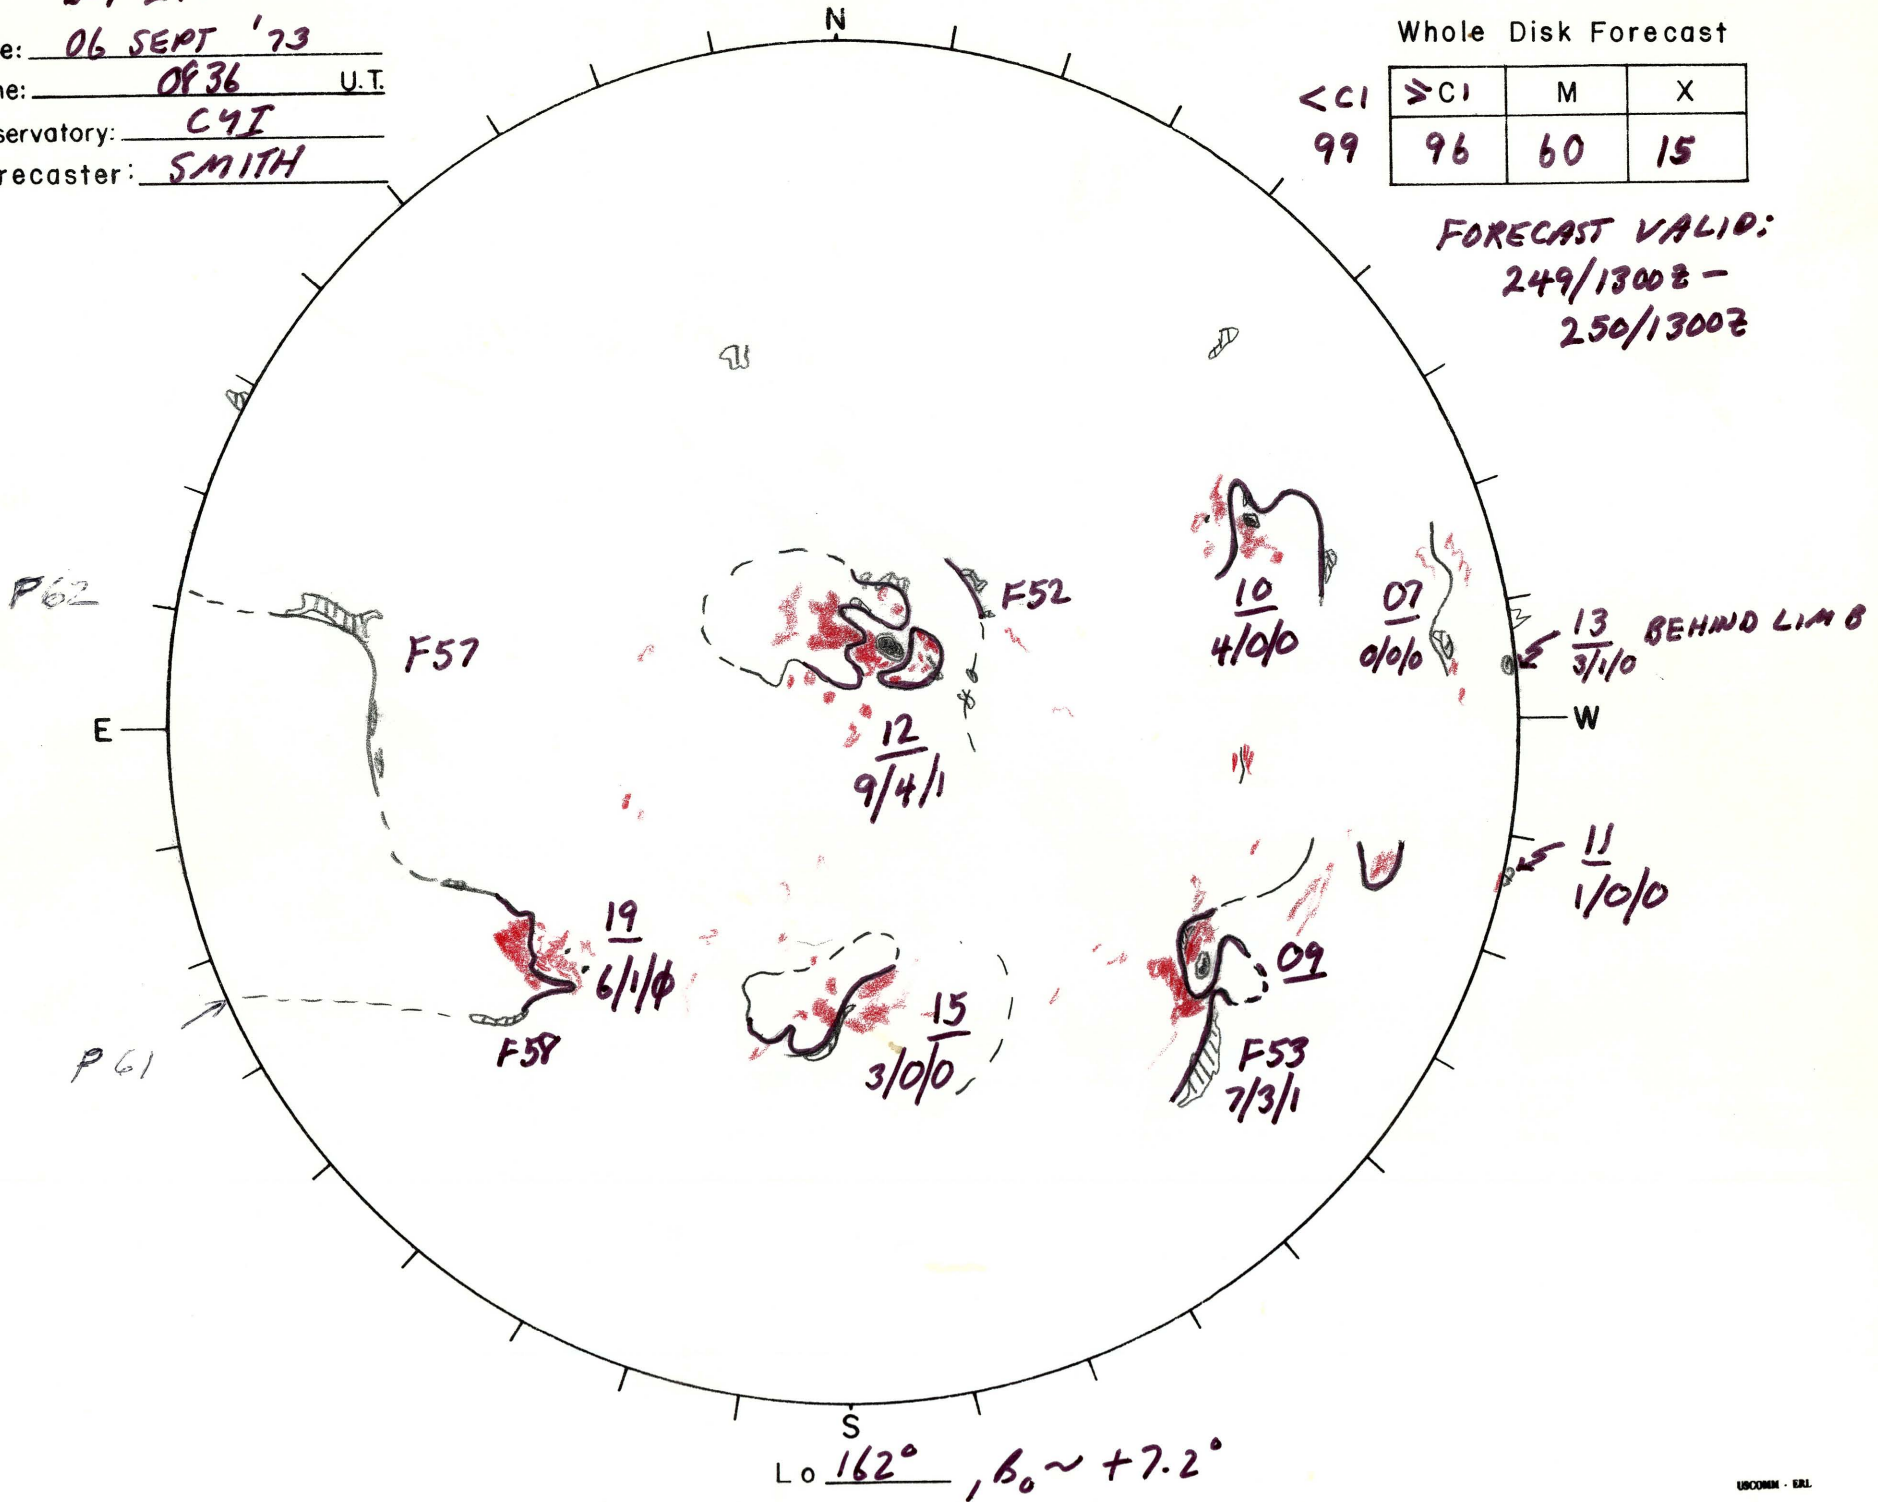 N
e: 06 SEPT '73
ne: 0836 U.T.
servatory: CYI
recaster: SMITH
Whole Disk Forecast
<C1 ≥C1 M X
99 96 60 15
FORECAST VALID:
249/1300Z –
250/1300Z
P62
F57
F52
10
4/0/0
07
0/0/0
13 BEHIND LIMB
3/1/0
E
W
12
9/4/1
11
1/0/0
19
6/1/0
09
15
3/0/0
F58
P61
F53
7/3/1
S
Lo 162° , Bo ~ +7.2°
USCOMM - ERL